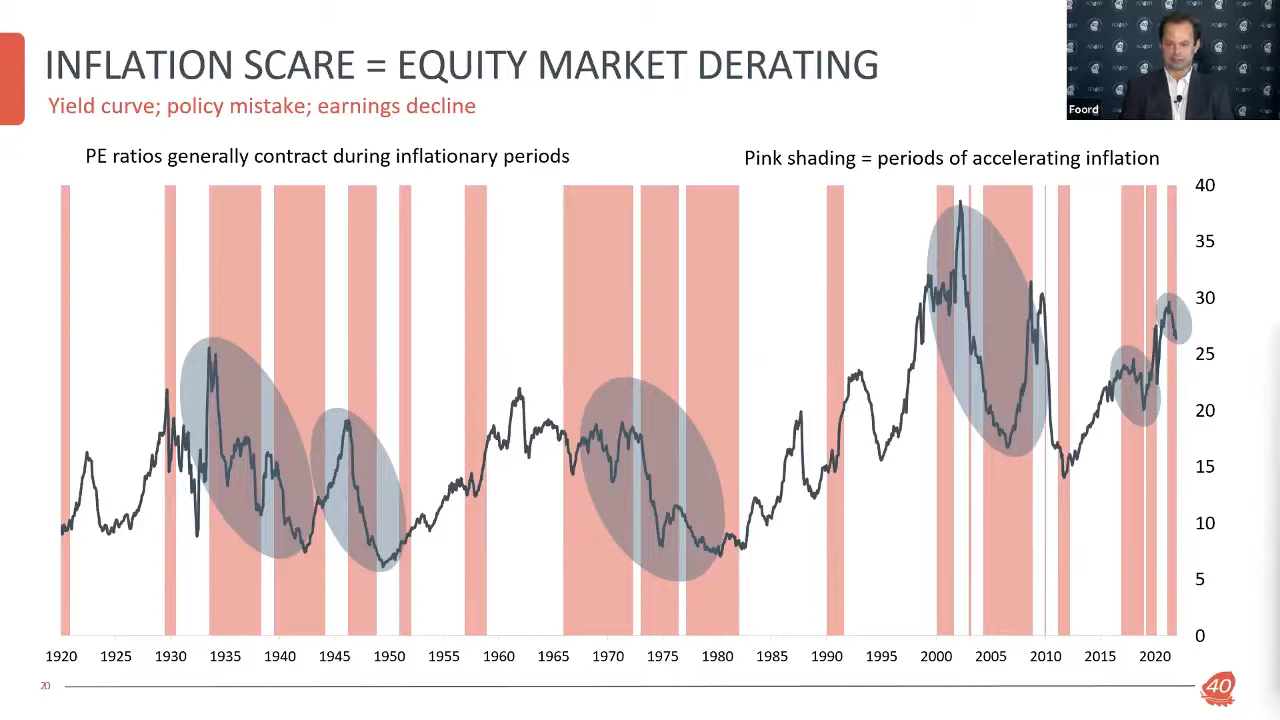 INFLATION SCARE = EQUITY MARKET DERATING
Yield curve; policy mistake; earnings decline
Foord
PE ratios generally contract during inflationary periods
Pink shading = periods of accelerating inflation
40
35
30
25
20
15
10
5
0
1920 1925 1930 1935 1940 1945 1950 1955 1960 1965 1970 1975 1980 1985 1990 1995 2000 2005 2010 2015 2020
20
40